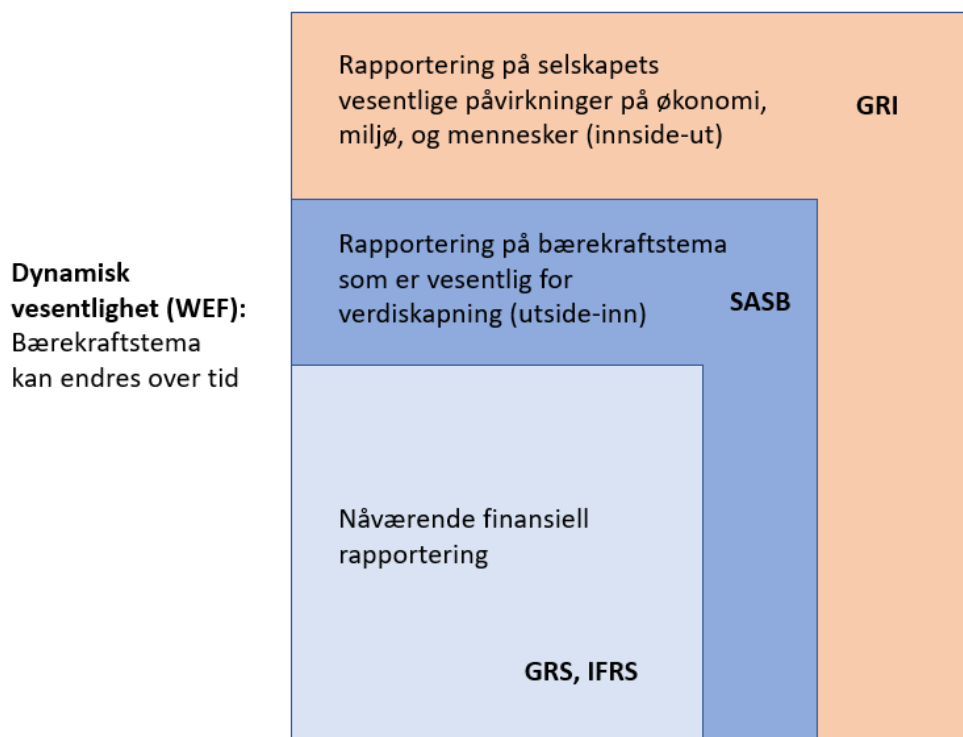 Rapportering på selskapets
vesentlige påvirkninger på økonomi,
miljø, og mennesker (innside-ut)
GRI
Rapportering på bærekraftstema
som er vesentlig for
verdiskapning (utside-inn)
SASB
Dynamisk
vesentlighet (WEF):
Bærekraftstema
kan endres over tid
Nåværende finansiell
rapportering
GRS, IFRS